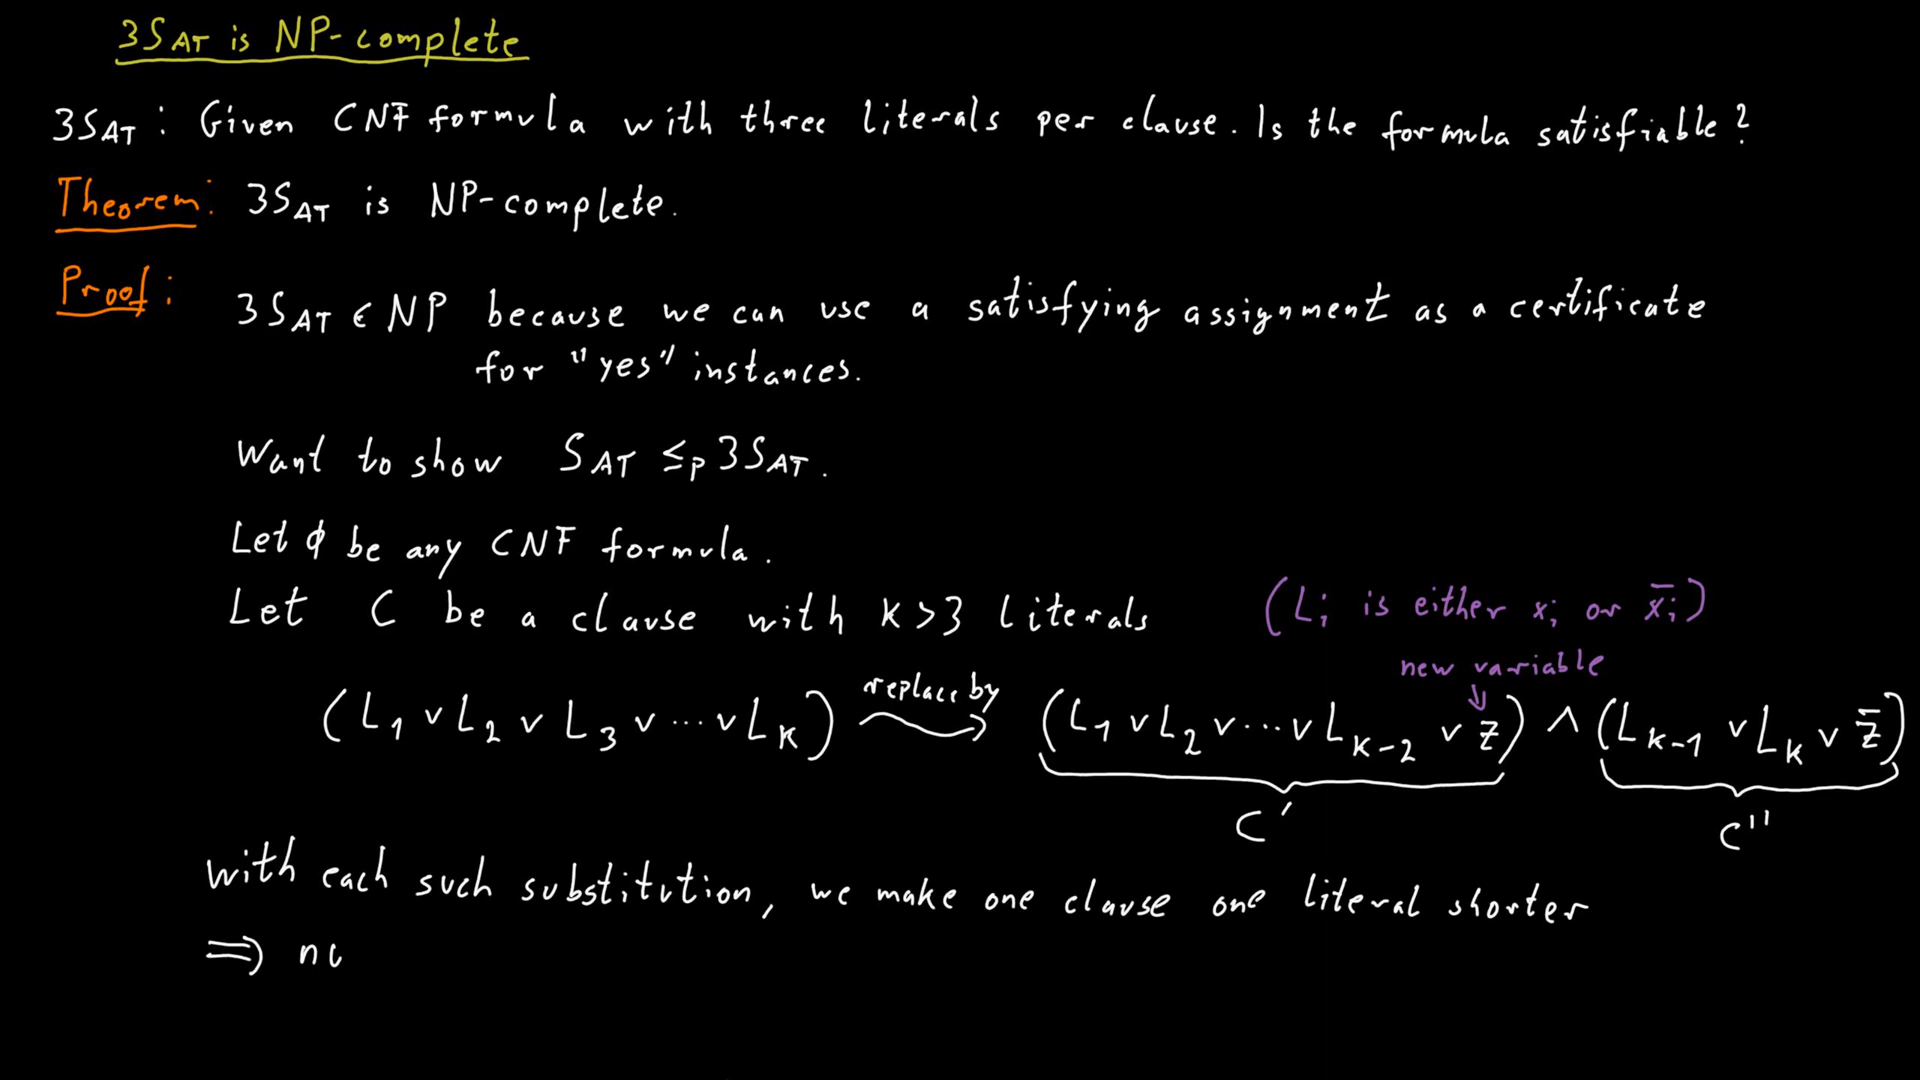 3SAT is NP-complete
3SAT: Given CNF formula with three literals per clause. Is the formula satisfiable?
Theorem: 3SAT is NP-complete.
Proof: 3SAT ∈ NP because we can use a satisfying assignment as a certificate
for "yes" instances.
Want to show SAT ≤p 3SAT.
Let ϕ be any CNF formula.
Let C be a clause with K>3 literals (Li is either xi or x̄i)
new variable
(L1 ∨ L2 ∨ L3 ∨ ... ∨ LK) replace by (L1 ∨ L2 ∨ ... ∨ LK-2 ∨ z) ∧ (LK-1 ∨ LK ∨ z̄)
C' C''
with each such substitution, we make one clause one literal shorter
⇒ no